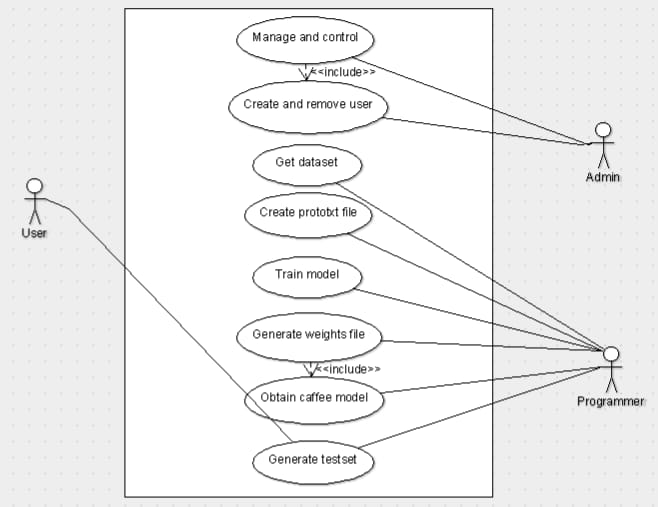 Manage and control
<<include>>
Create and remove user
Get dataset
Admin
Create prototxt file
User
Train model
Generate weights file
<<include>>
Obtain caffee model
Programmer
Generate testset